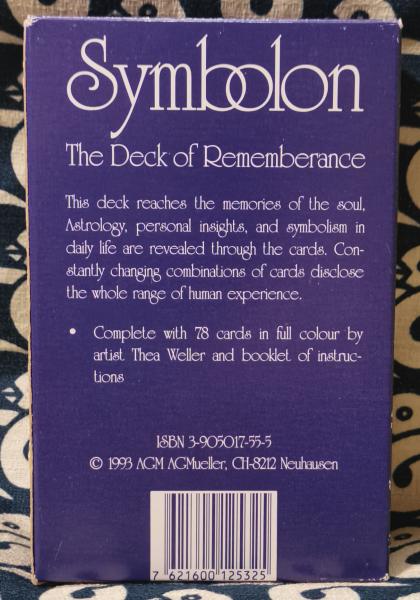 Symbolon
The Deck of Rememberance
This deck reaches the memories of the soul,
Astrology, personal insights, and symbolism in
daily life are revealed through the cards. Con-
stantly changing combinations of cards disclose
the whole range of human experience.
• Complete with 78 cards in full colour by
artist Thea Weller and booklet of instruc-
tions
ISBN 3-905017-55-5
© 1993 AGM AGMueller, CH-8212 Neuhausen
7 621600 125325